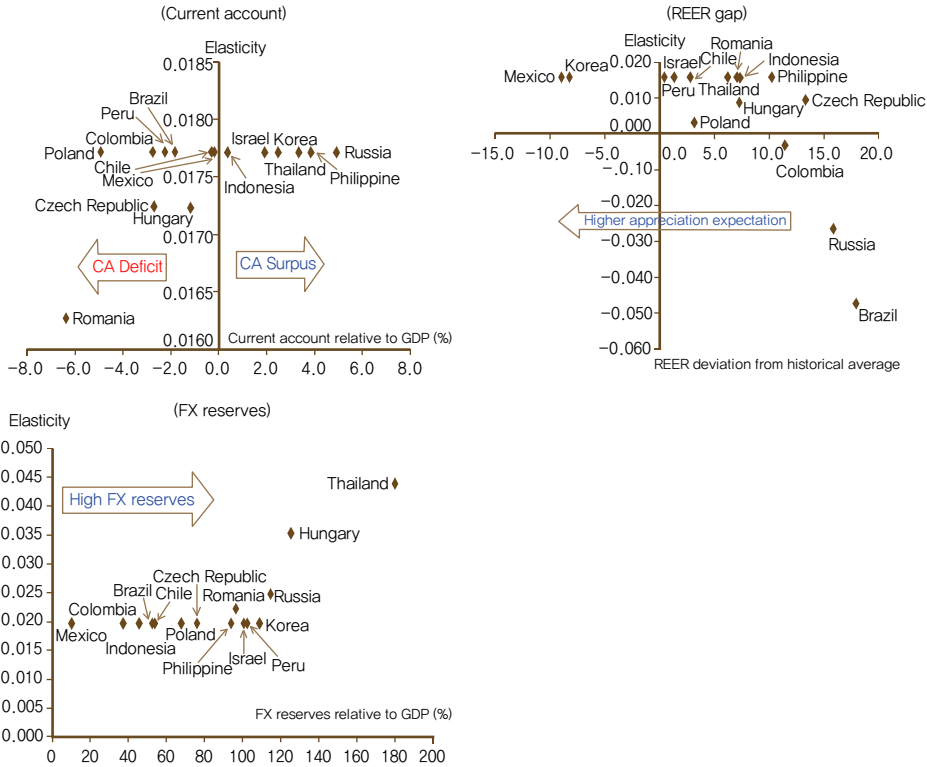 (Current account)
Elasticity
0.0185
0.0180
0.0175
0.0170
0.0165
0.0160
Brazil
Peru
Colombia
Poland
Chile
Mexico
Israel Korea
Russia
Thailand
Philippine
Indonesia
Czech Republic
Hungary
CA Deficit
CA Surpus
Romania
Current account relative to GDP (%)
−8.0 −6.0 −4.0 −2.0 0.0 2.0 4.0 6.0 8.0
(REER gap)
Elasticity
0.020
0.010
0.000
−0.10
−0.020
−0.030
−0.040
−0.050
−0.060
Romania
Israel
Chile
Indonesia
Mexico
Korea
Philippine
Peru
Thailand
Hungary
Czech Republic
Poland
−15.0 −10.0 −5.0 0.0 5.0 10.0 15.0 20.0
Colombia
Higher appreciation expectation
Russia
Brazil
REER deviation from historical average
(FX reserves)
Elasticity
0.050
0.045
0.040
0.035
0.030
0.025
0.020
0.015
0.010
0.005
0.000
Thailand
High FX reserves
Hungary
Czech Republic
Brazil
Chile
Romania
Russia
Colombia
Mexico
Poland
Korea
Indonesia
Philippine
Israel
Peru
FX reserves relative to GDP (%)
0 20 40 60 80 100 120 140 160 180 200